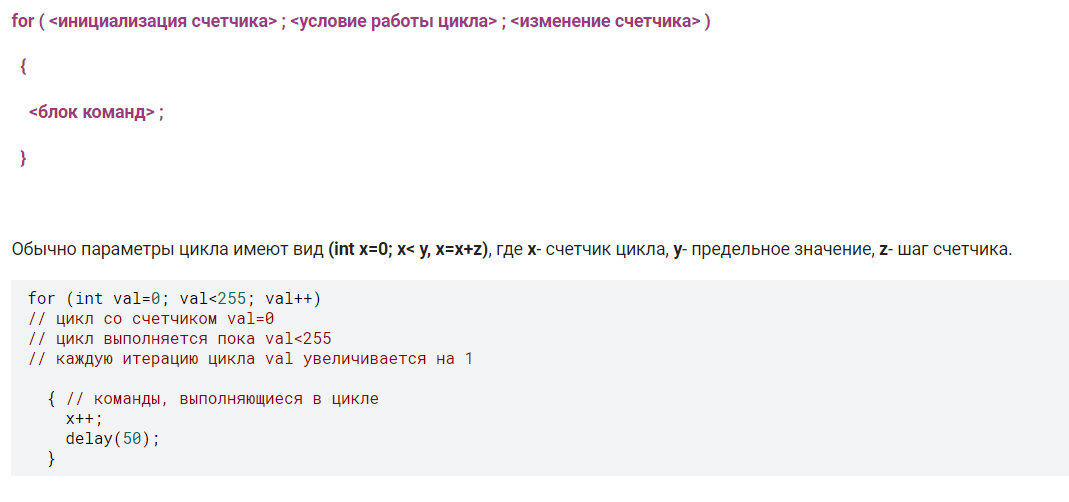 for ( <инициализация счетчика> ; <условие работы цикла> ; <изменение счетчика> )
{
<блок команд> ;
}
Обычно параметры цикла имеют вид (int x=0; x< y, x=x+z), где x- счетчик цикла, y- предельное значение, z- шаг счетчика.
for (int val=0; val<255; val++)
// цикл со счетчиком val=0
// цикл выполняется пока val<255
// каждую итерацию цикла val увеличивается на 1
{ // команды, выполняющиеся в цикле
x++;
delay(50);
}